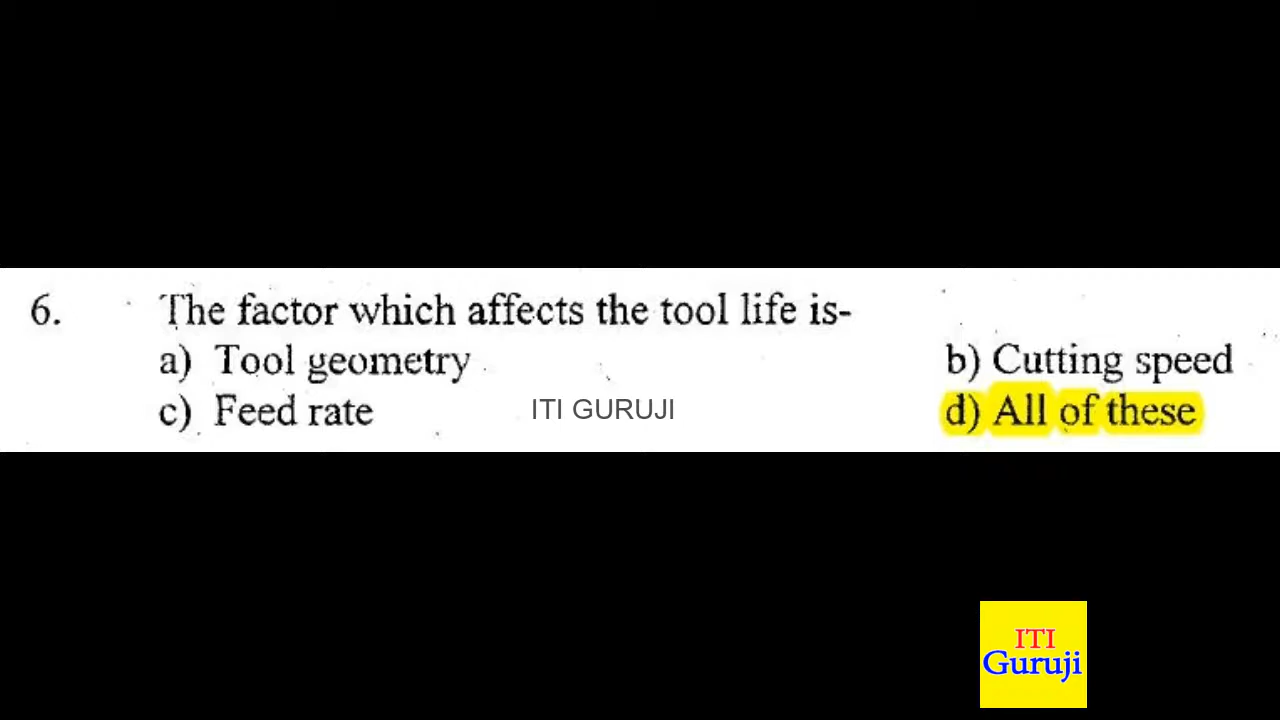 6. The factor which affects the tool life is-
a) Tool geometry b) Cutting speed
c) Feed rate ITI GURUJI d) All of these
ITI
Guruji